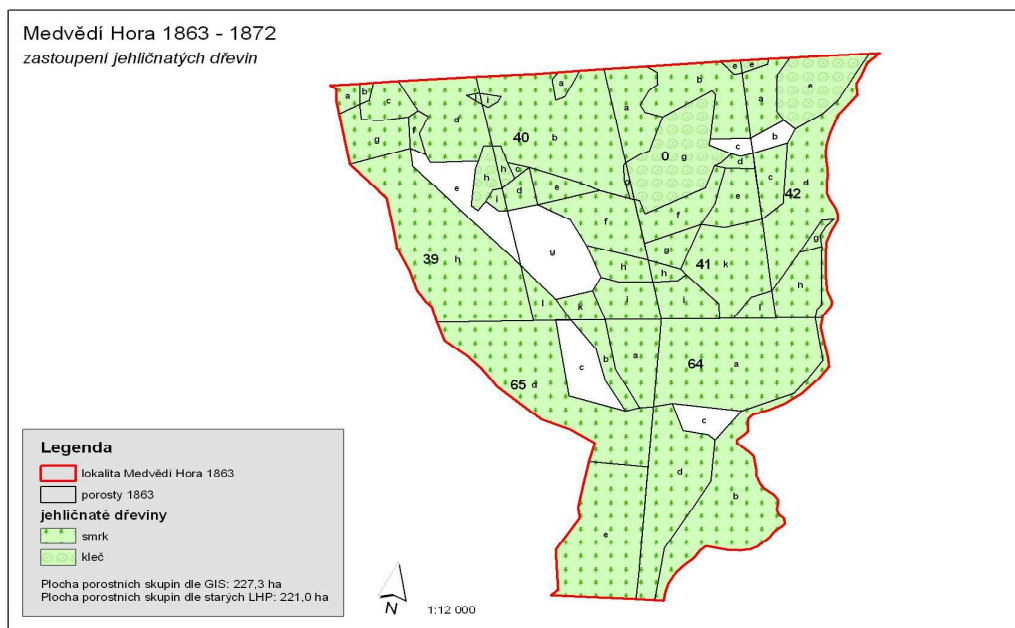 Medvědí Hora 1863 - 1872
zastoupení jehličnatých dřevin
e e
a b c i a b a a
g f d 40 b a 0 g c b
d
h h c d e g e c d 42
e i f f
g g g
39 h h h 41 k h
l k j i l
65 d c b a 64 a
c
d b
e
Legenda
lokalita Medvědí Hora 1863
porosty 1863
jehličnaté dřeviny
smrk
kleč
Plocha porostních skupin dle GIS: 227,3 ha
Plocha porostních skupin dle starých LHP: 221,0 ha
N
1:12 000